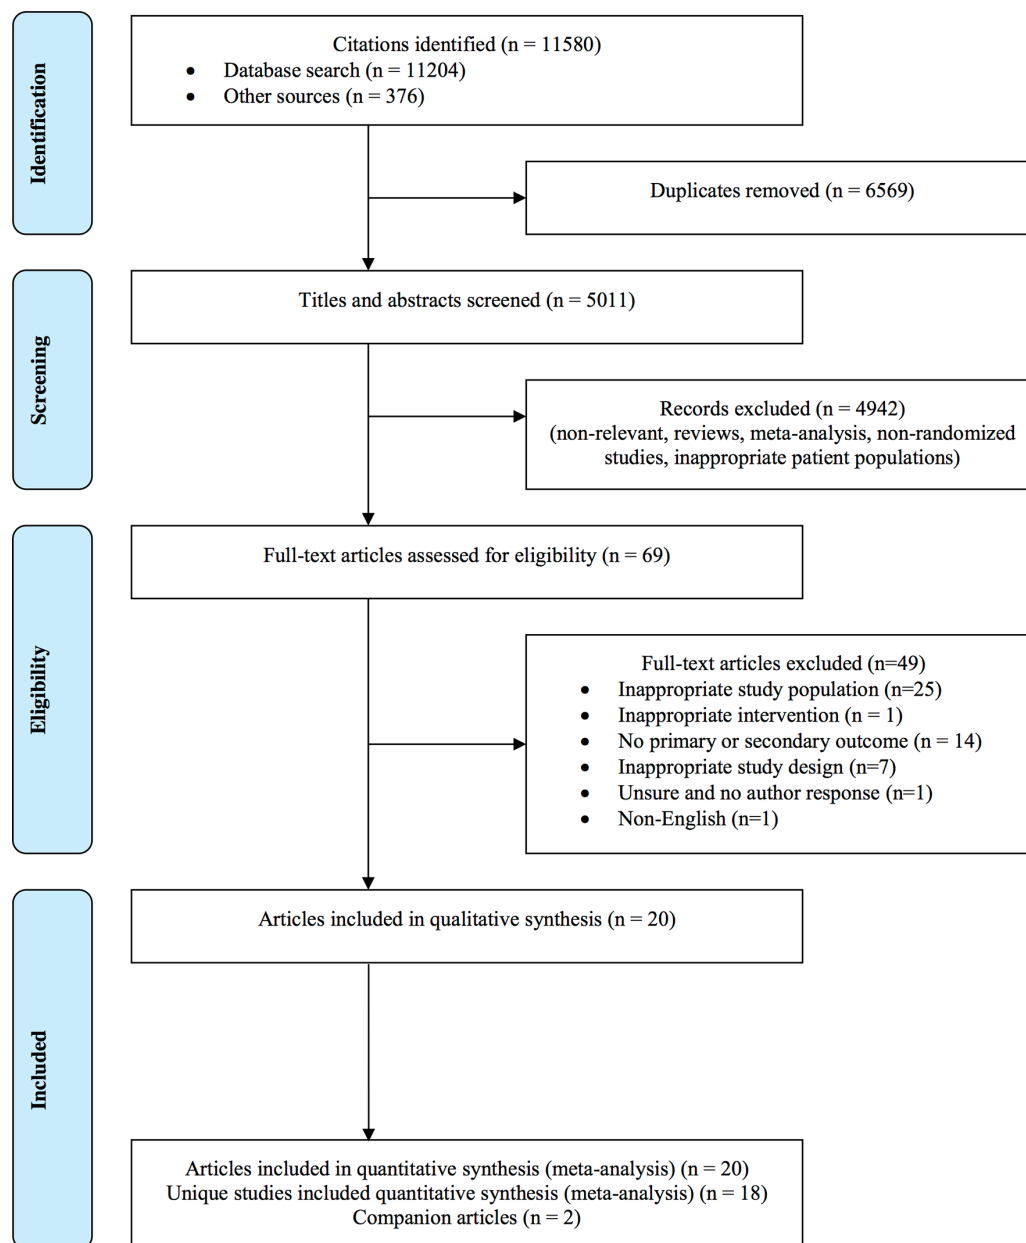 Identification
Citations identified (n = 11580)
• Database search (n = 11204)
• Other sources (n = 376)
Duplicates removed (n = 6569)
Screening
Titles and abstracts screened (n = 5011)
Records excluded (n = 4942)
(non-relevant, reviews, meta-analysis, non-randomized
studies, inappropriate patient populations)
Eligibility
Full-text articles assessed for eligibility (n = 69)
Full-text articles excluded (n=49)
• Inappropriate study population (n=25)
• Inappropriate intervention (n = 1)
• No primary or secondary outcome (n = 14)
• Inappropriate study design (n=7)
• Unsure and no author response (n=1)
• Non-English (n=1)
Included
Articles included in qualitative synthesis (n = 20)
Articles included in quantitative synthesis (meta-analysis) (n = 20)
Unique studies included quantitative synthesis (meta-analysis) (n = 18)
Companion articles (n = 2)